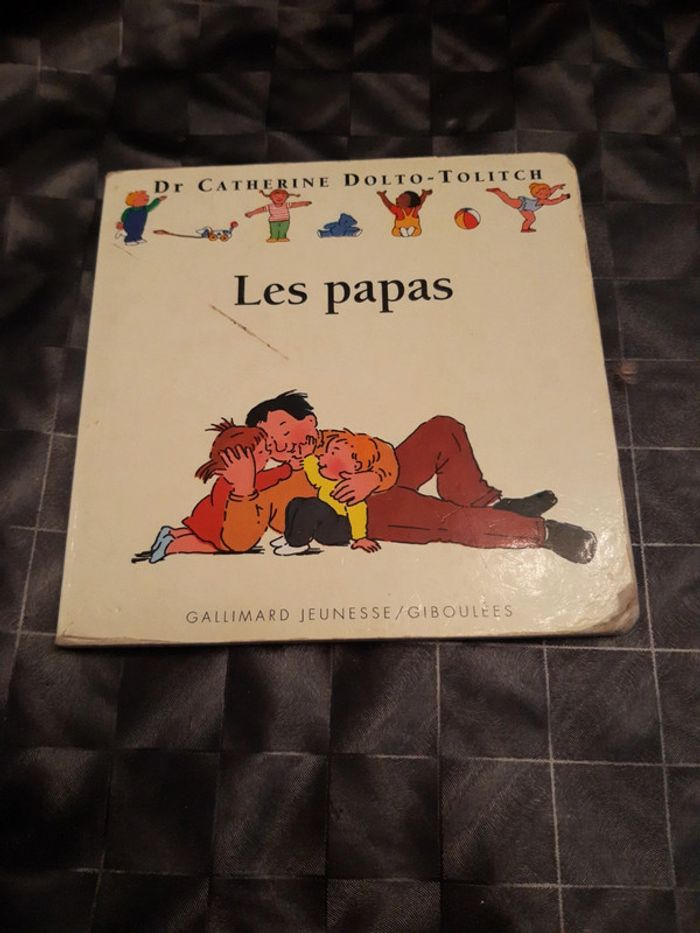 Dr Catherine Dolto-Tolitch
Les papas
GALLIMARD JEUNESSE/GIBOULÉES